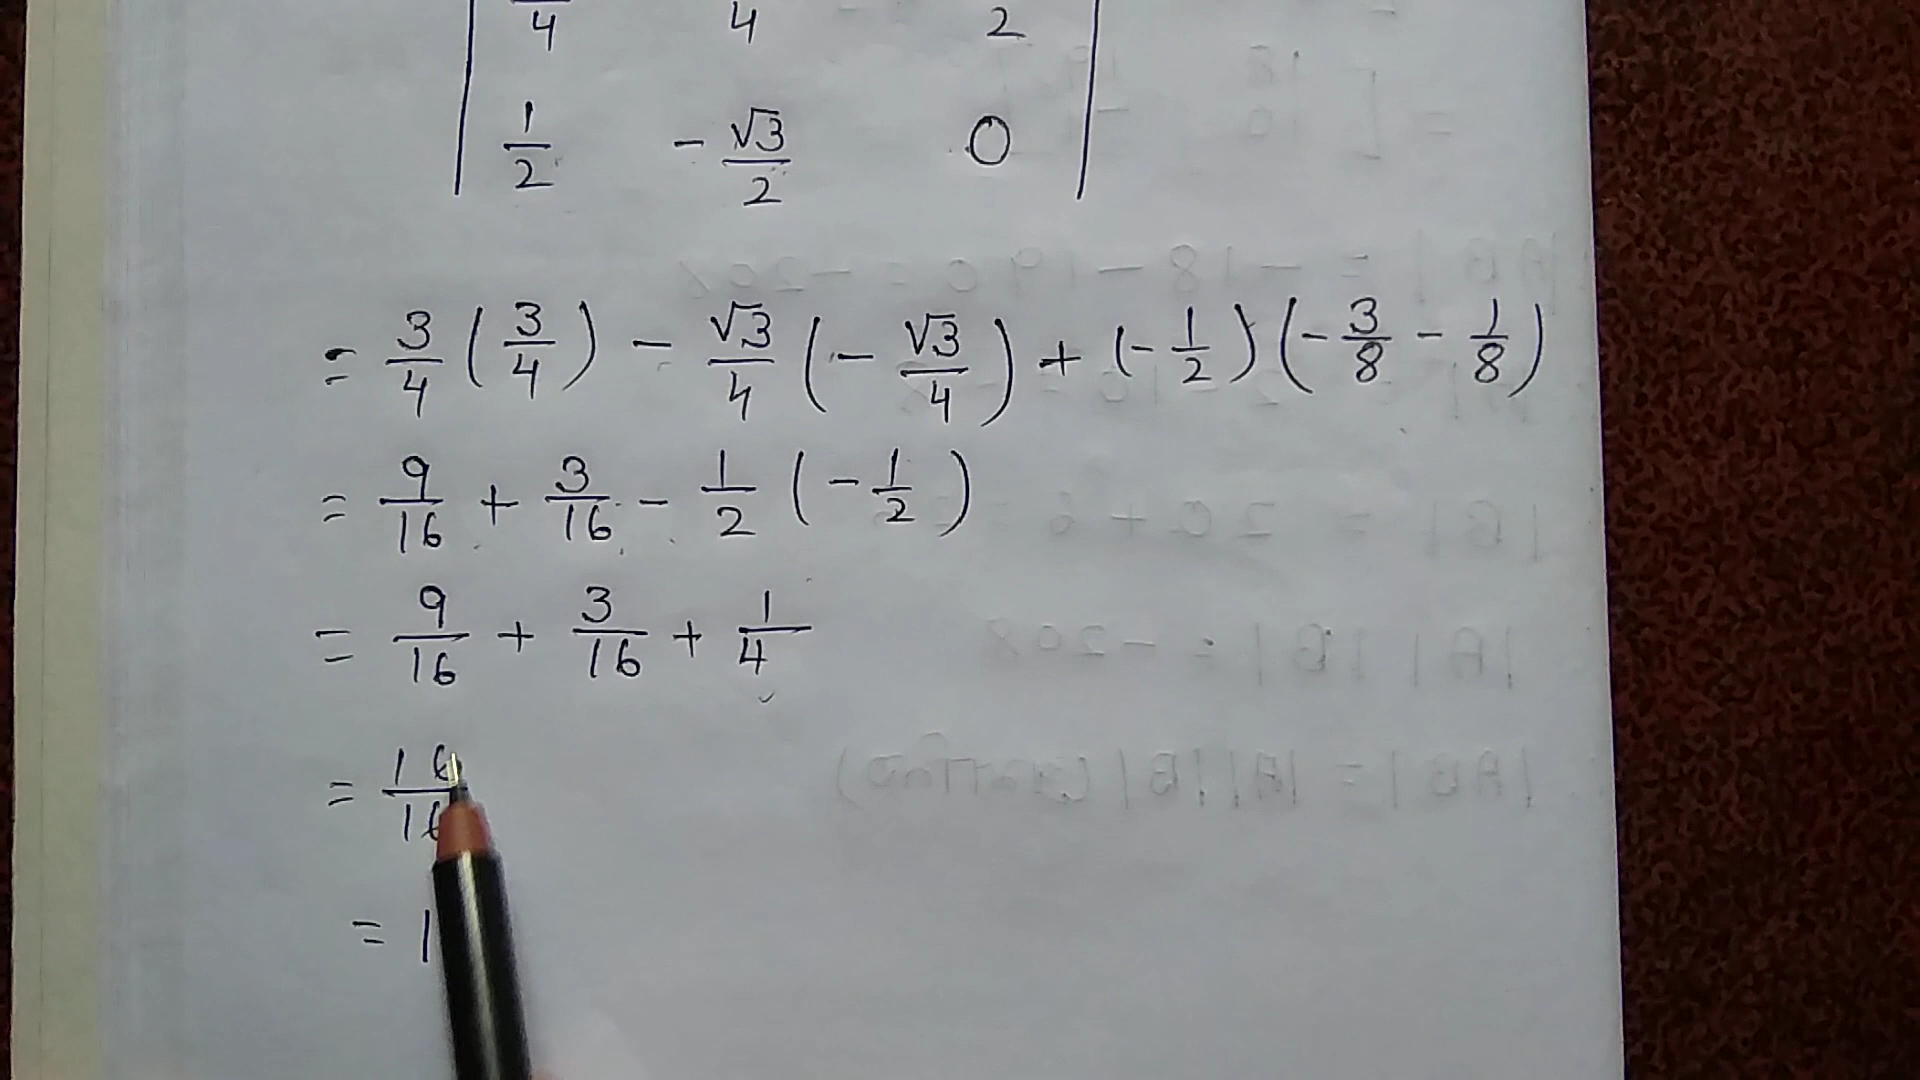 4 4 2
1/2 -√3/2 0
= 3/4 (3/4) - √3/4 (-√3/4) + (-1/2)(-3/8 - 1/8)
= 9/16 + 3/16 - 1/2 (-1/2)
= 9/16 + 3/16 + 1/4
= 16/16
= 1